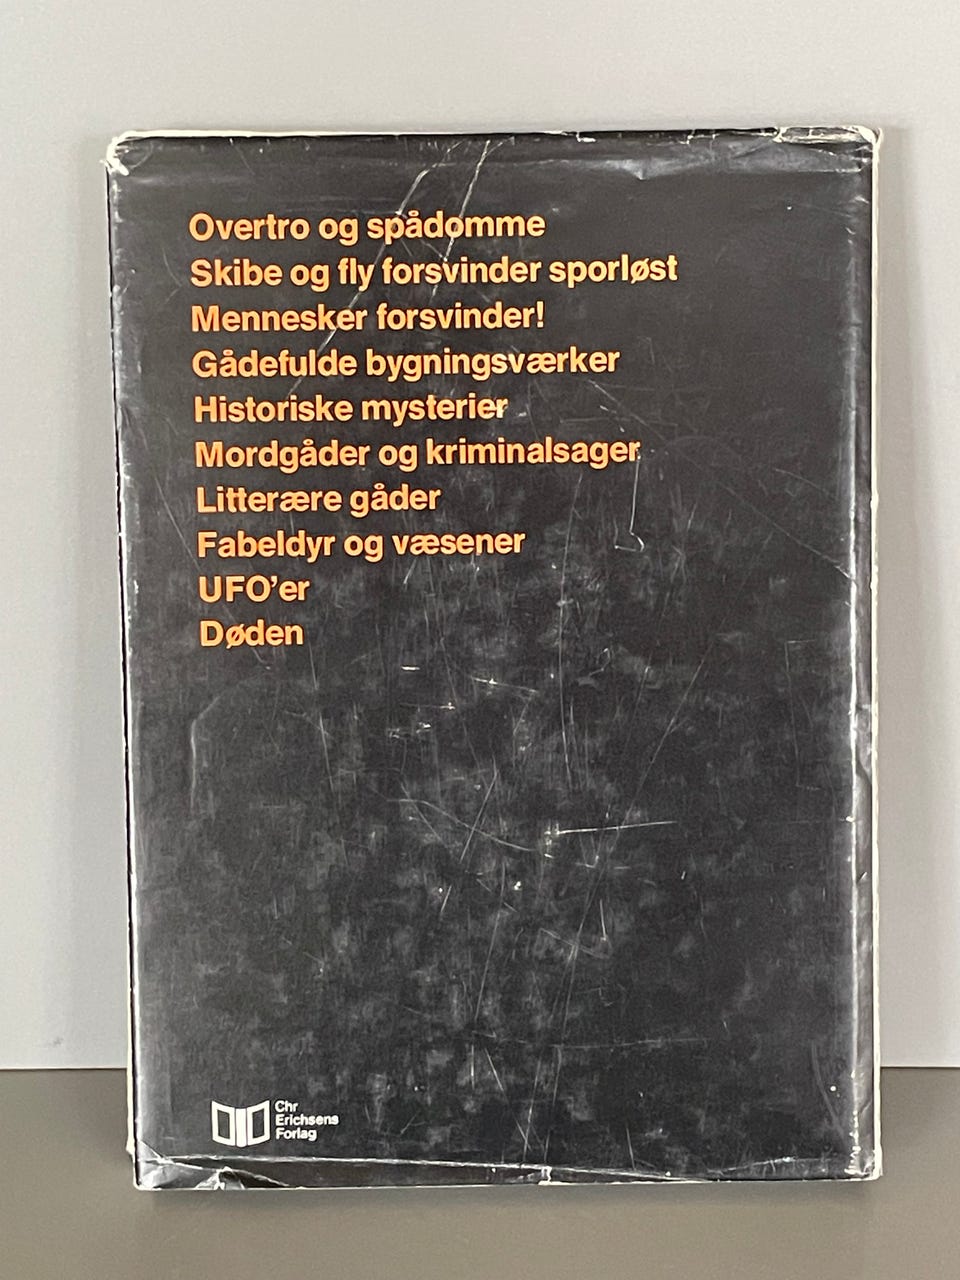 Overtro og spådomme
Skibe og fly forsvinder sporløst
Mennesker forsvinder!
Gådefulde bygningsværker
Historiske mysterier
Mordgåder og kriminalsager
Litterære gåder
Fabeldyr og væsener
UFO'er
Døden
Chr
Erichsens
Forlag